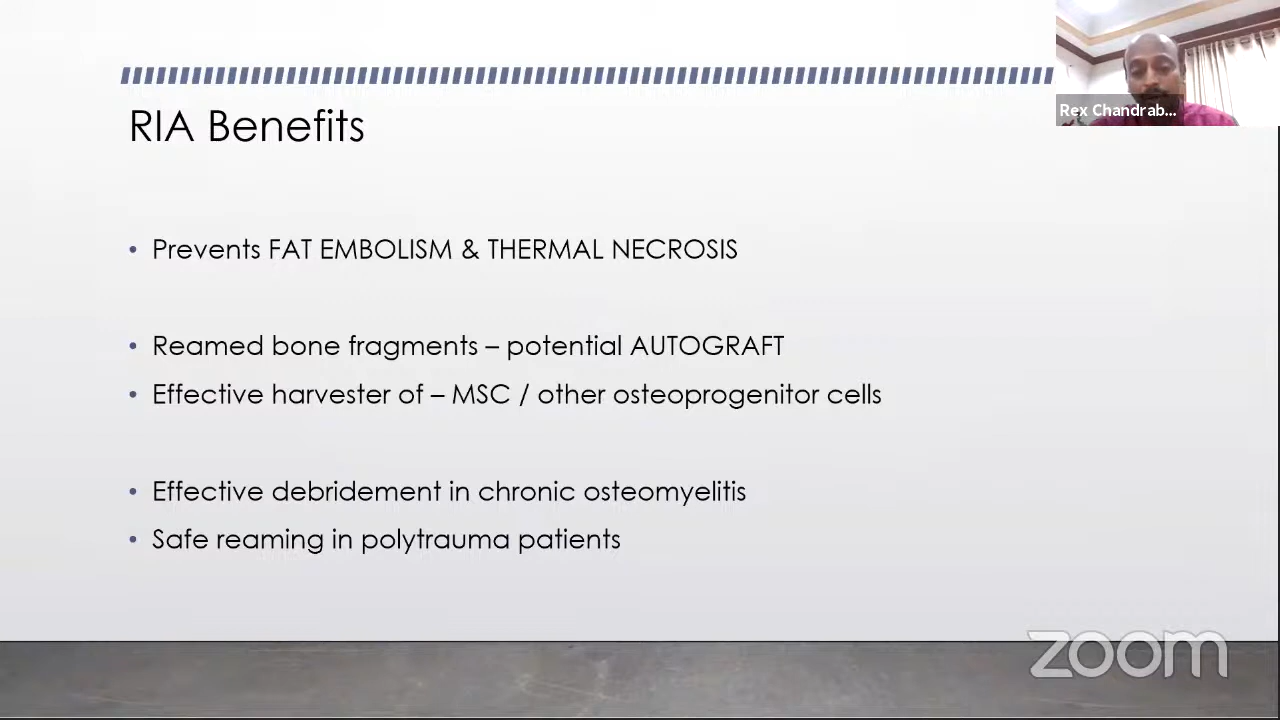 Rex Chandrab...
RIA Benefits
• Prevents FAT EMBOLISM & THERMAL NECROSIS
• Reamed bone fragments – potential AUTOGRAFT
• Effective harvester of – MSC / other osteoprogenitor cells
• Effective debridement in chronic osteomyelitis
• Safe reaming in polytrauma patients
zoom